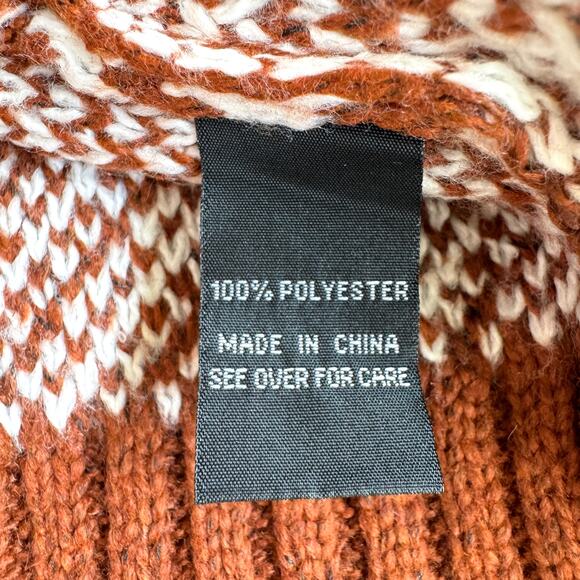 100% POLYESTER
MADE IN CHINA
SEE OVER FOR CARE